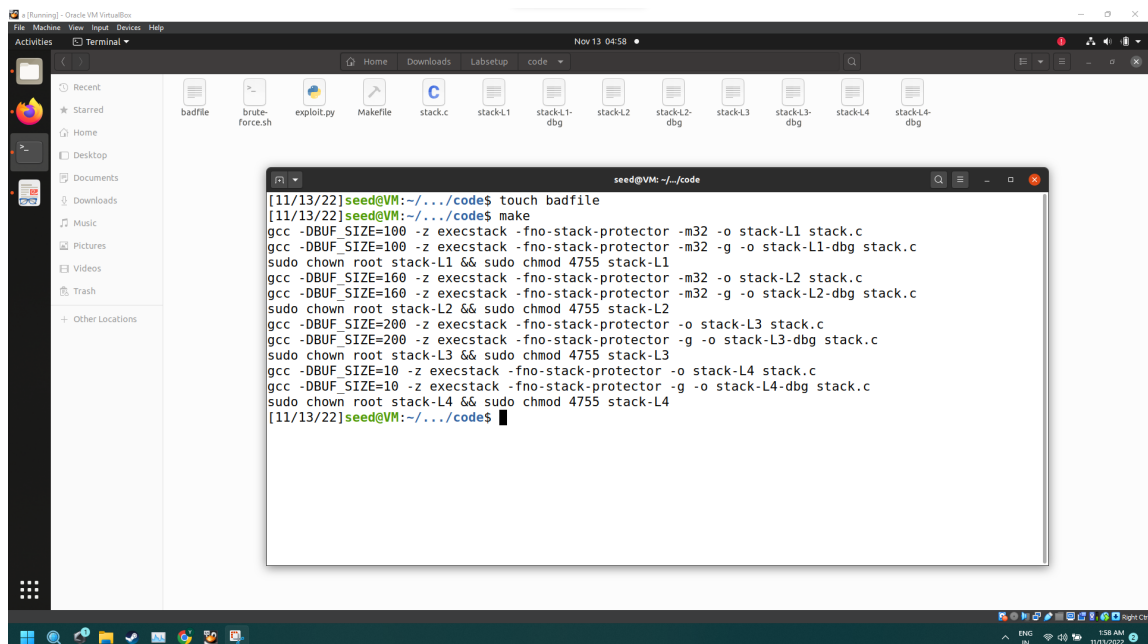 a [Running] - Oracle VM VirtualBox
File Machine View Input Devices Help
Activities Terminal Nov 13 04:58
Home Downloads Labsetup code
Recent
Starred
Home
Desktop
Documents
Downloads
Music
Pictures
Videos
Trash
+ Other Locations
badfile brute-force.sh exploit.py Makefile stack.c stack-L1 stack-L1-dbg stack-L2 stack-L2-dbg stack-L3 stack-L3-dbg stack-L4 stack-L4-dbg
seed@VM: ~/.../code
[11/13/22]seed@VM:~/.../code$ touch badfile
[11/13/22]seed@VM:~/.../code$ make
gcc -DBUF_SIZE=100 -z execstack -fno-stack-protector -m32 -o stack-L1 stack.c
gcc -DBUF_SIZE=100 -z execstack -fno-stack-protector -m32 -g -o stack-L1-dbg stack.c
sudo chown root stack-L1 && sudo chmod 4755 stack-L1
gcc -DBUF_SIZE=160 -z execstack -fno-stack-protector -m32 -o stack-L2 stack.c
gcc -DBUF_SIZE=160 -z execstack -fno-stack-protector -m32 -g -o stack-L2-dbg stack.c
sudo chown root stack-L2 && sudo chmod 4755 stack-L2
gcc -DBUF_SIZE=200 -z execstack -fno-stack-protector -o stack-L3 stack.c
gcc -DBUF_SIZE=200 -z execstack -fno-stack-protector -g -o stack-L3-dbg stack.c
sudo chown root stack-L3 && sudo chmod 4755 stack-L3
gcc -DBUF_SIZE=10 -z execstack -fno-stack-protector -o stack-L4 stack.c
gcc -DBUF_SIZE=10 -z execstack -fno-stack-protector -g -o stack-L4-dbg stack.c
sudo chown root stack-L4 && sudo chmod 4755 stack-L4
[11/13/22]seed@VM:~/.../code$
Right Ctrl
ENG
IN
1:58 AM
11/13/2022
2